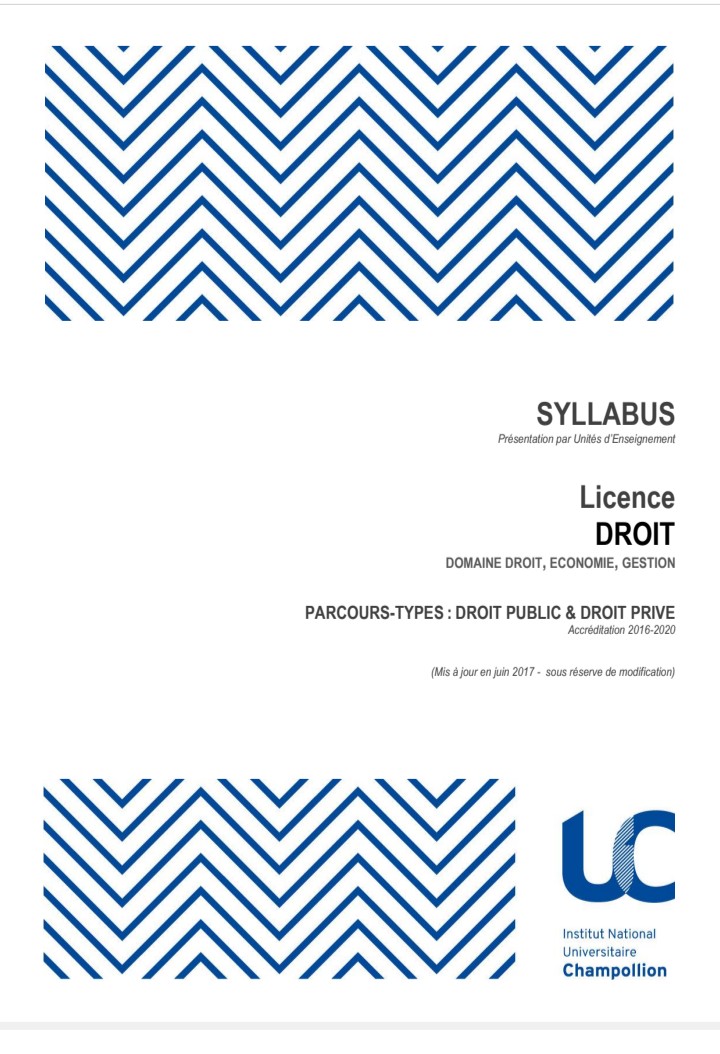 SYLLABUS
Présentation par Unités d'Enseignement
Licence
DROIT
DOMAINE DROIT, ECONOMIE, GESTION
PARCOURS-TYPES : DROIT PUBLIC & DROIT PRIVE
Accréditation 2016-2020
(Mis à jour en juin 2017 - sous réserve de modification)
UC
Institut National
Universitaire
Champollion